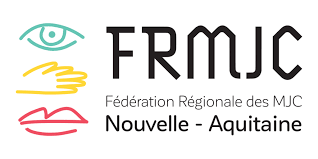 FRMJC
Fédération Régionale des MJC
Nouvelle - Aquitaine